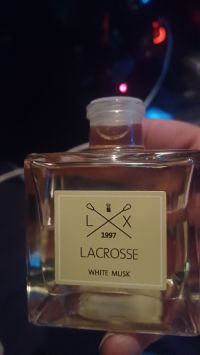 L X
1997
LACROSSE
WHITE MUSK